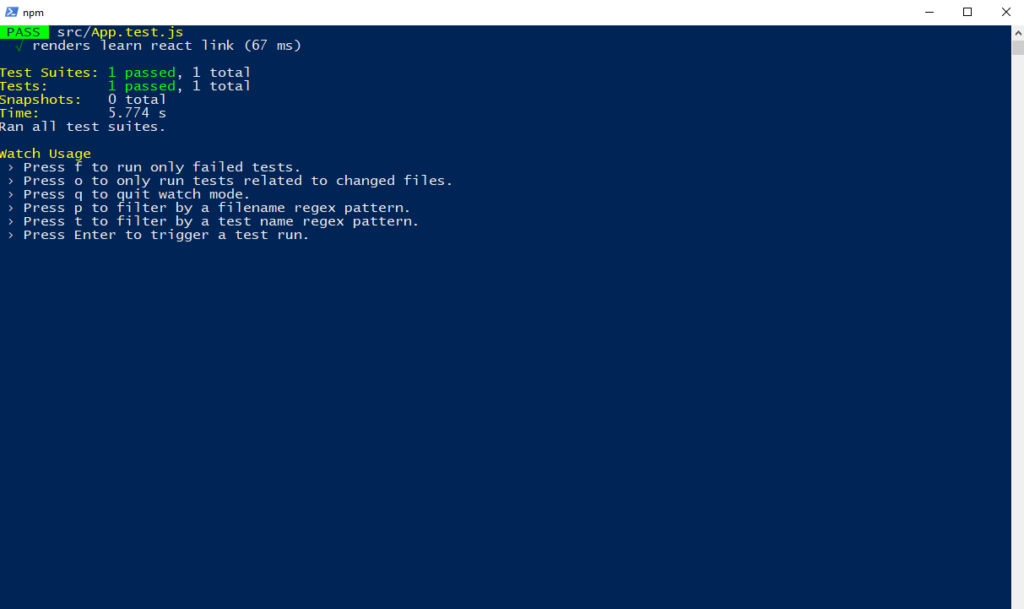 npm
PASS src/App.test.js
√ renders learn react link (67 ms)
Test Suites: 1 passed, 1 total
Tests: 1 passed, 1 total
Snapshots: 0 total
Time: 5.774 s
Ran all test suites.
Watch Usage
› Press f to run only failed tests.
› Press o to only run tests related to changed files.
› Press q to quit watch mode.
› Press p to filter by a filename regex pattern.
› Press t to filter by a test name regex pattern.
› Press Enter to trigger a test run.